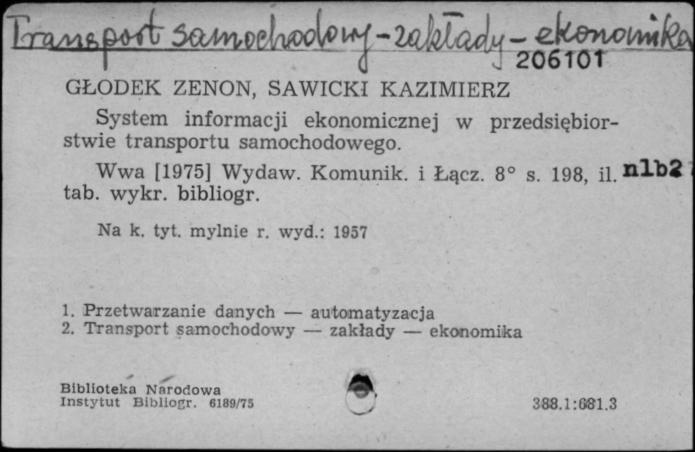 Transport samochodowy - zakłady - ekonomika
206101
GŁODEK ZENON, SAWICKI KAZIMIERZ
System informacji ekonomicznej w przedsiębior-
stwie transportu samochodowego.
Wwa [1975] Wydaw. Komunik. i Łącz. 8° s. 198, il. nlb2
tab. wykr. bibliogr.
Na k. tyt. mylnie r. wyd.: 1957
1. Przetwarzanie danych — automatyzacja
2. Transport samochodowy — zakłady — ekonomika
Biblioteka Narodowa
Instytut Bibliogr. 6189/75
388.1:681.3